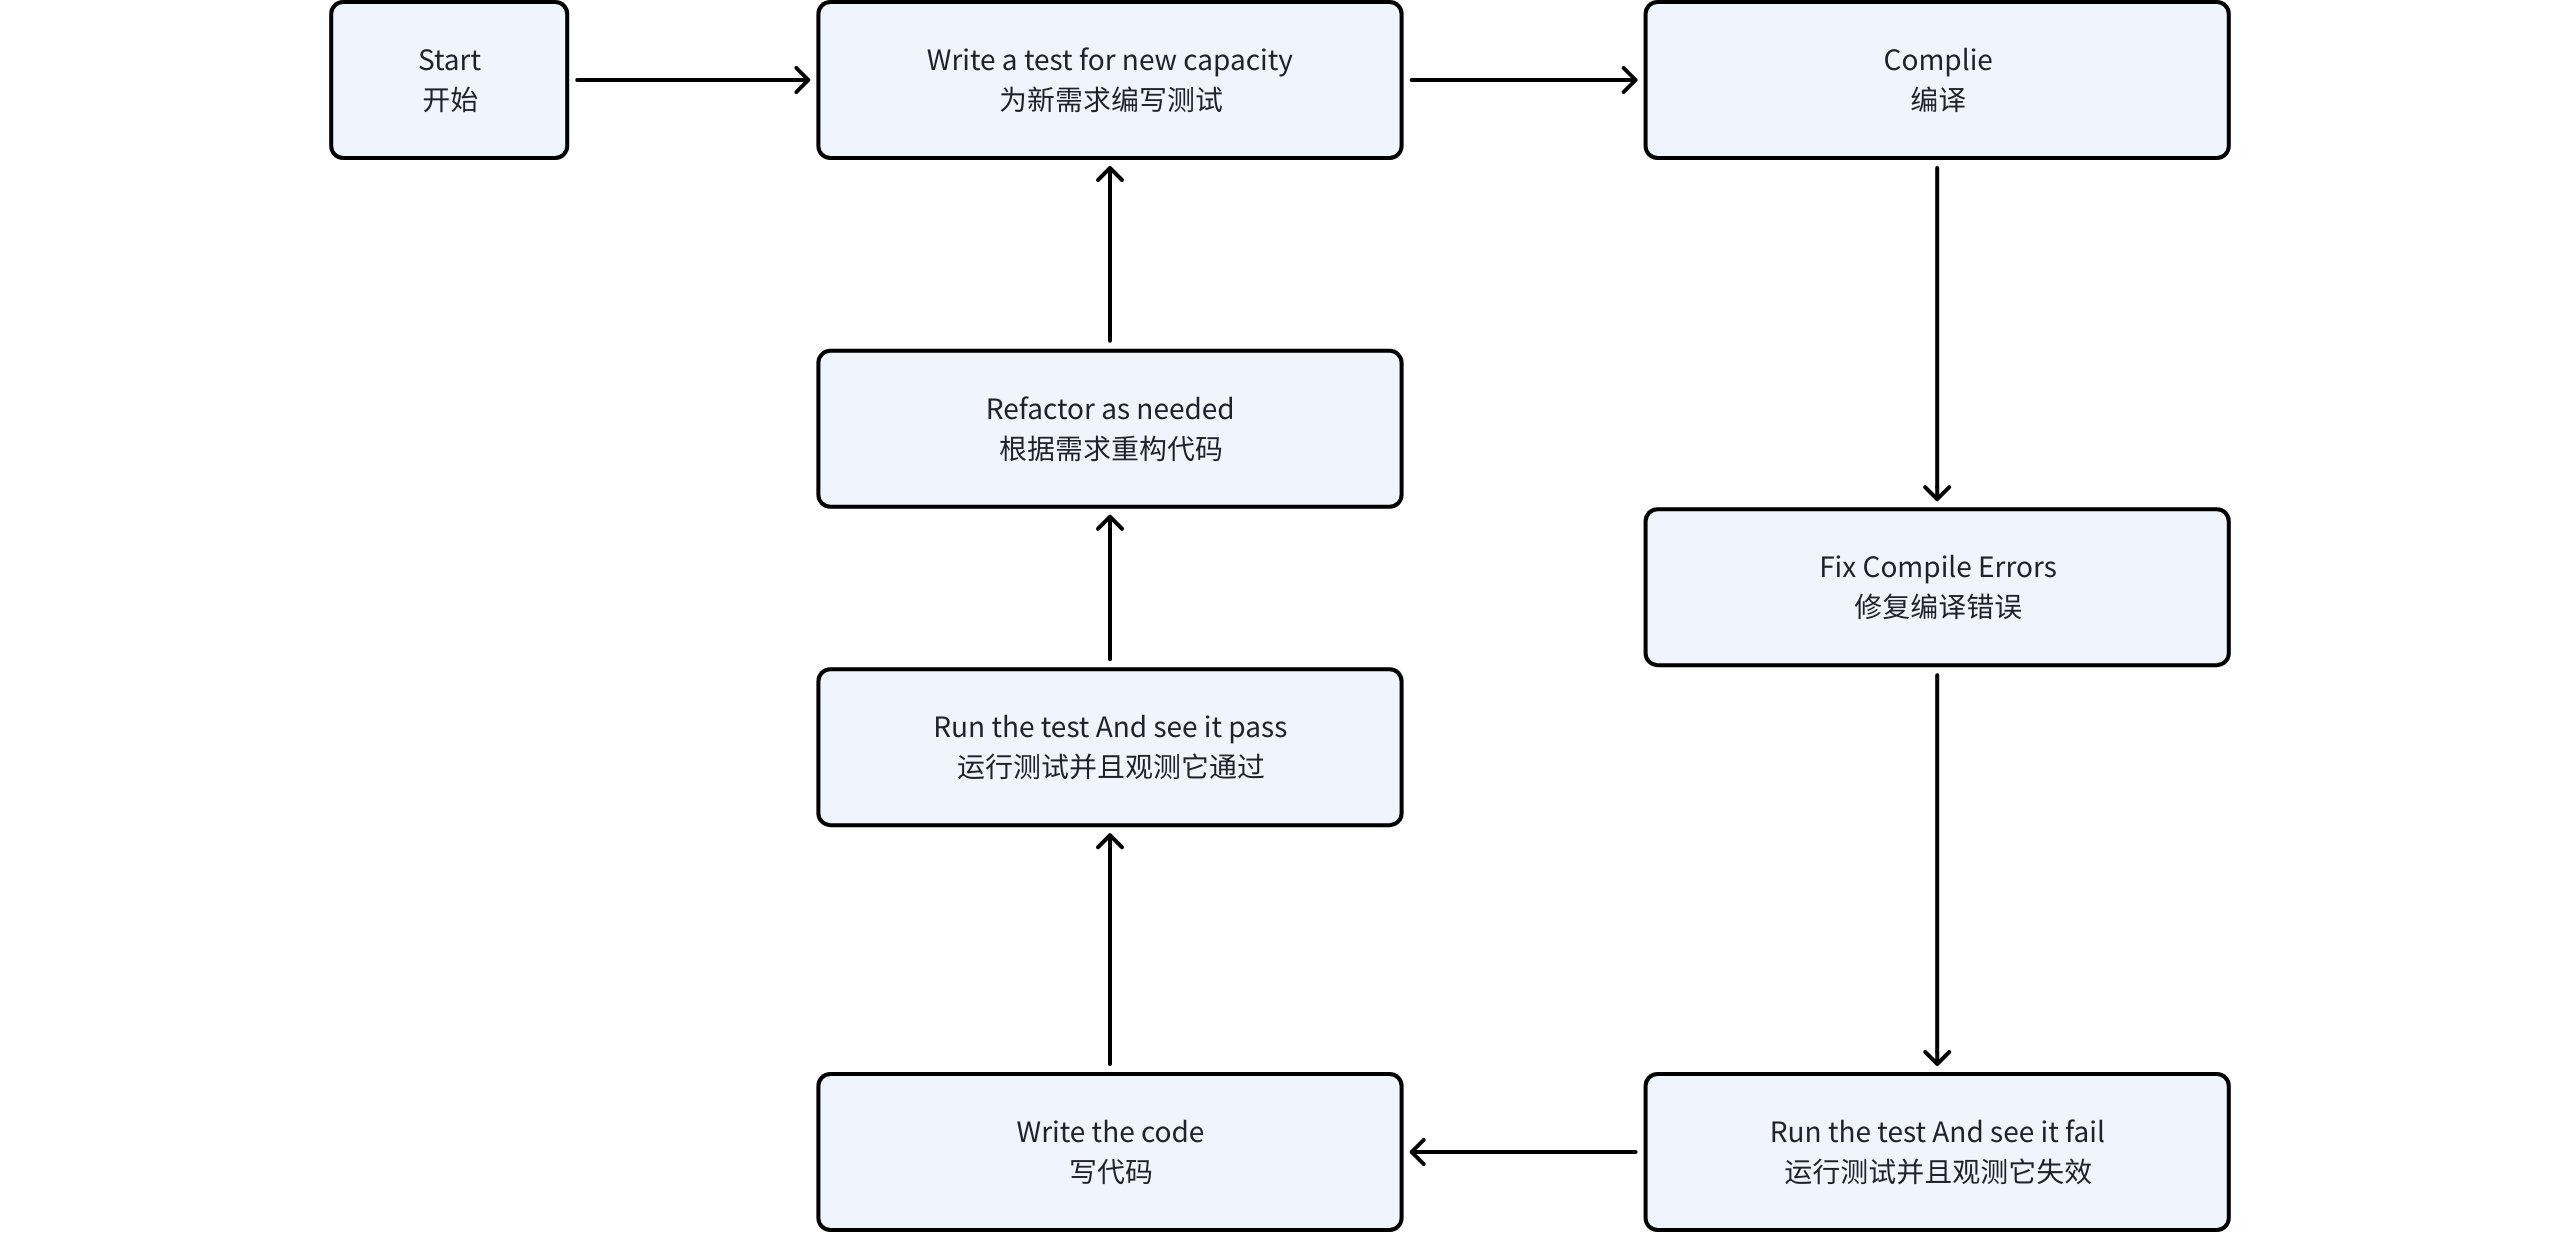 Start
开始
Write a test for new capacity
为新需求编写测试
Complie
编译
Refactor as needed
根据需求重构代码
Fix Compile Errors
修复编译错误
Run the test And see it pass
运行测试并且观测它通过
Write the code
写代码
Run the test And see it fail
运行测试并且观测它失效